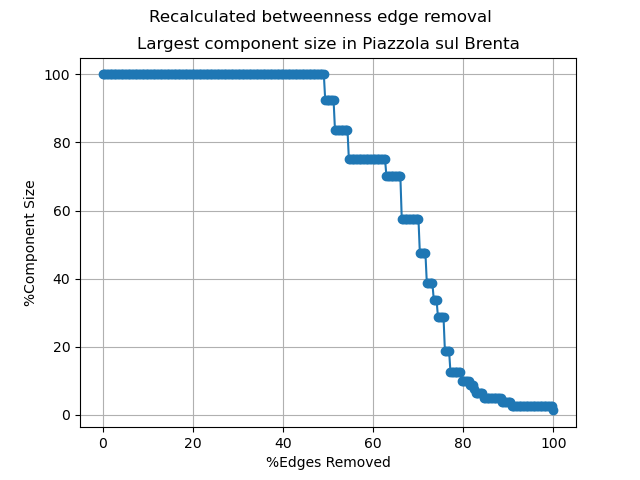 Recalculated betweenness edge removal
Largest component size in Piazzola sul Brenta
100
80
60
40
20
0
%Component Size
0 20 40 60 80 100
%Edges Removed